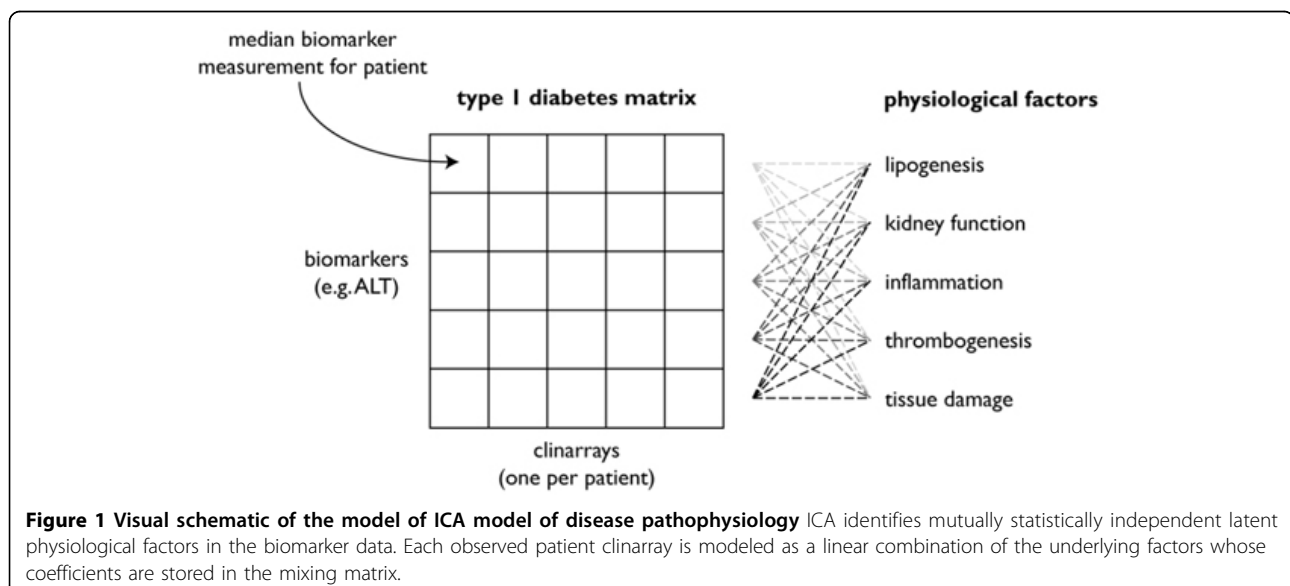 median biomarker
measurement for patient
type 1 diabetes matrix
physiological factors
lipogenesis
kidney function
biomarkers
(e.g. ALT)
inflammation
thrombogenesis
tissue damage
clinarrays
(one per patient)
Figure 1 Visual schematic of the model of ICA model of disease pathophysiology ICA identifies mutually statistically independent latent
physiological factors in the biomarker data. Each observed patient clinarray is modeled as a linear combination of the underlying factors whose
coefficients are stored in the mixing matrix.